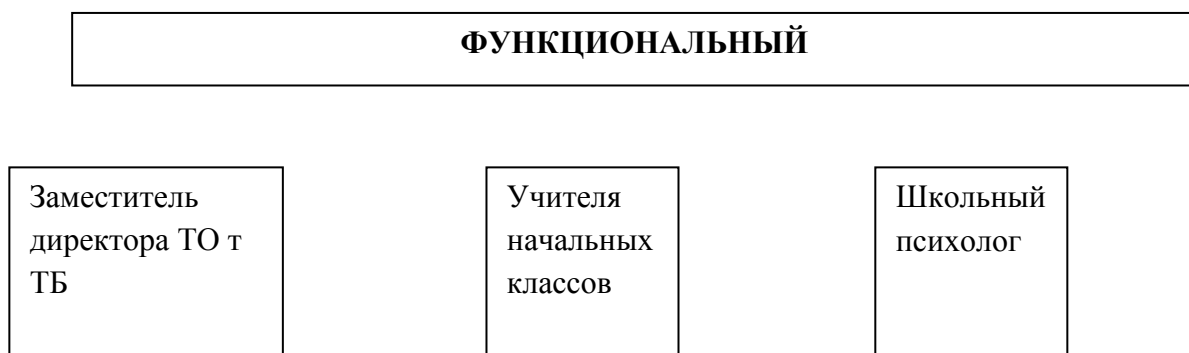 ФУНКЦИОНАЛЬНЫЙ
Заместитель
директора ТО т
ТБ
Учителя
начальных
классов
Школьный
психолог